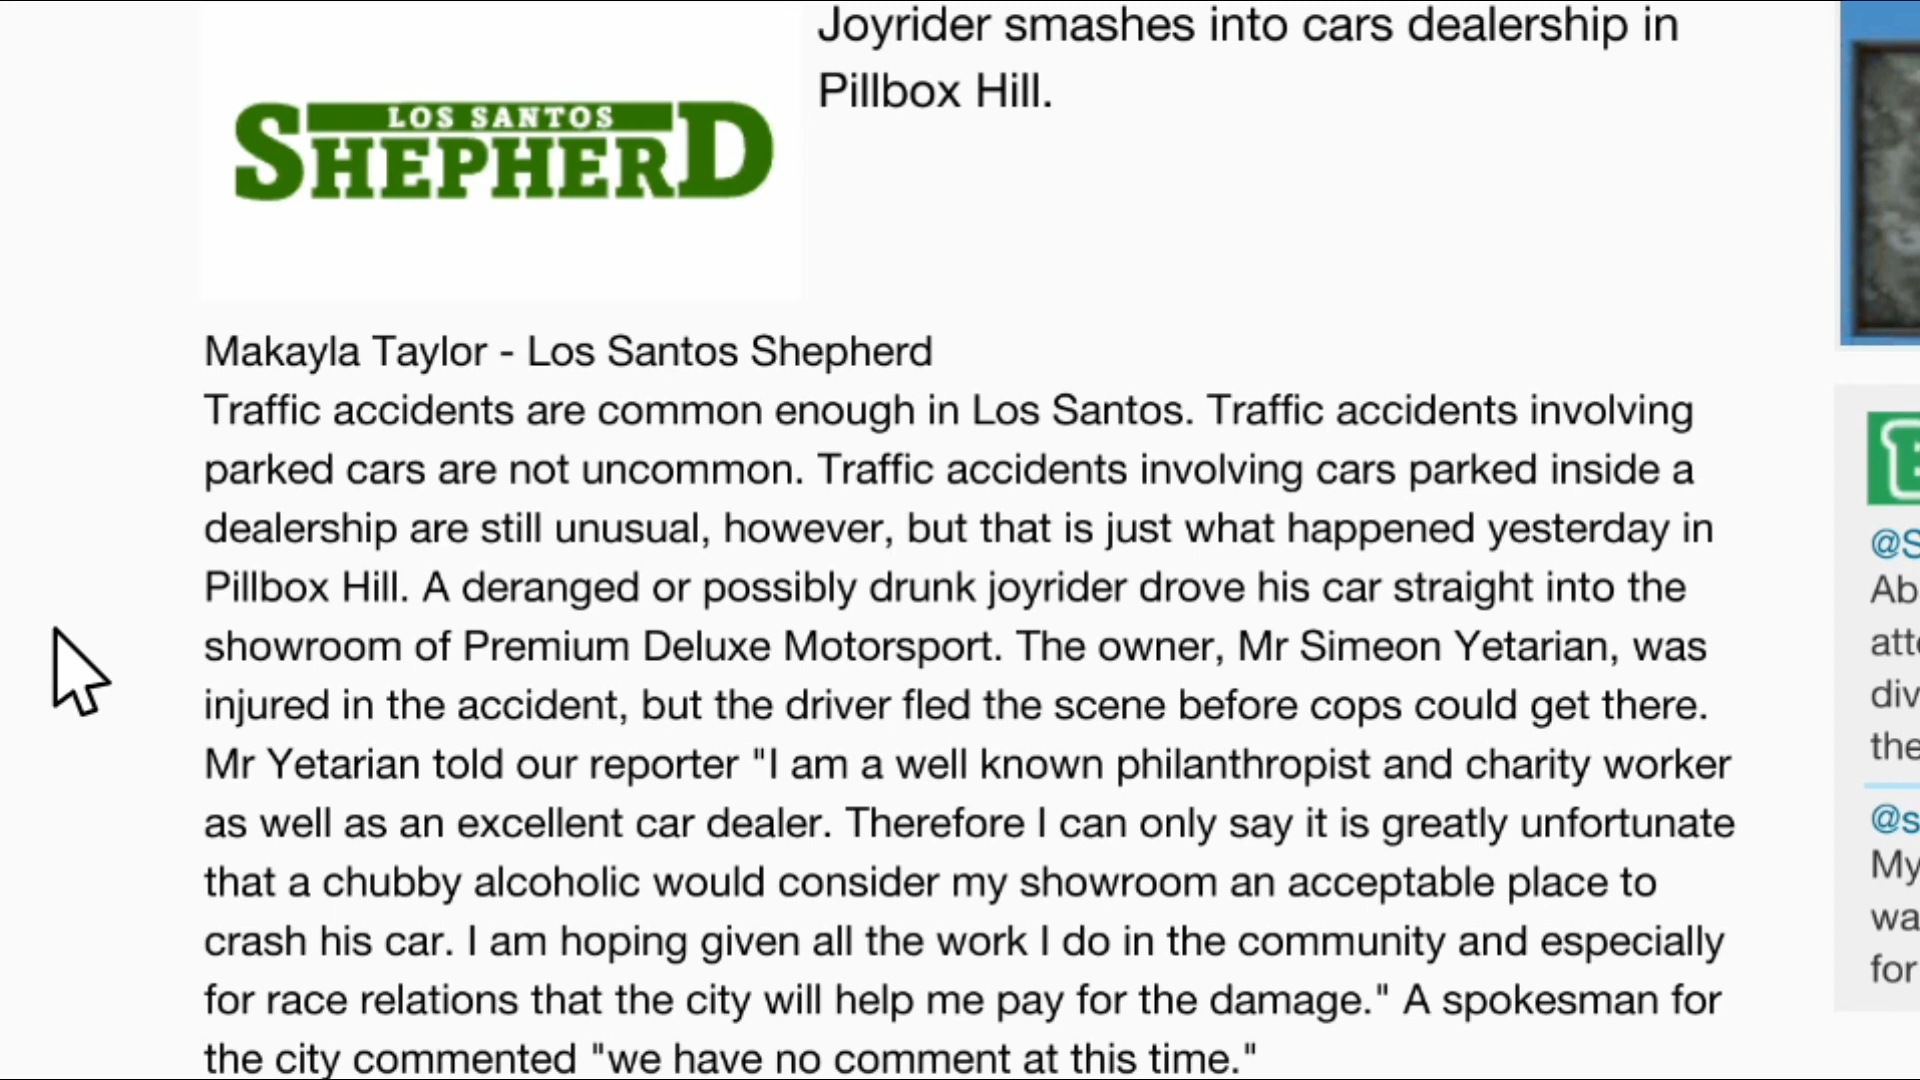 Joyrider smashes into cars dealership in
Pillbox Hill.
LOS SANTOS
SHEPHERD
Makayla Taylor - Los Santos Shepherd
Traffic accidents are common enough in Los Santos. Traffic accidents involving
parked cars are not uncommon. Traffic accidents involving cars parked inside a
dealership are still unusual, however, but that is just what happened yesterday in
Pillbox Hill. A deranged or possibly drunk joyrider drove his car straight into the
showroom of Premium Deluxe Motorsport. The owner, Mr Simeon Yetarian, was
injured in the accident, but the driver fled the scene before cops could get there.
Mr Yetarian told our reporter "I am a well known philanthropist and charity worker
as well as an excellent car dealer. Therefore I can only say it is greatly unfortunate
that a chubby alcoholic would consider my showroom an acceptable place to
crash his car. I am hoping given all the work I do in the community and especially
for race relations that the city will help me pay for the damage." A spokesman for
the city commented "we have no comment at this time."
for